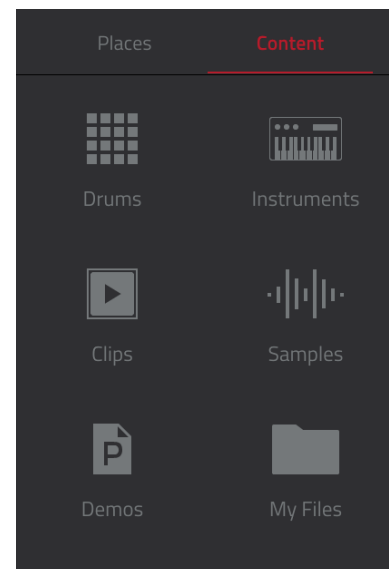 Places Content
Drums Instruments
Clips Samples
P
Demos My Files